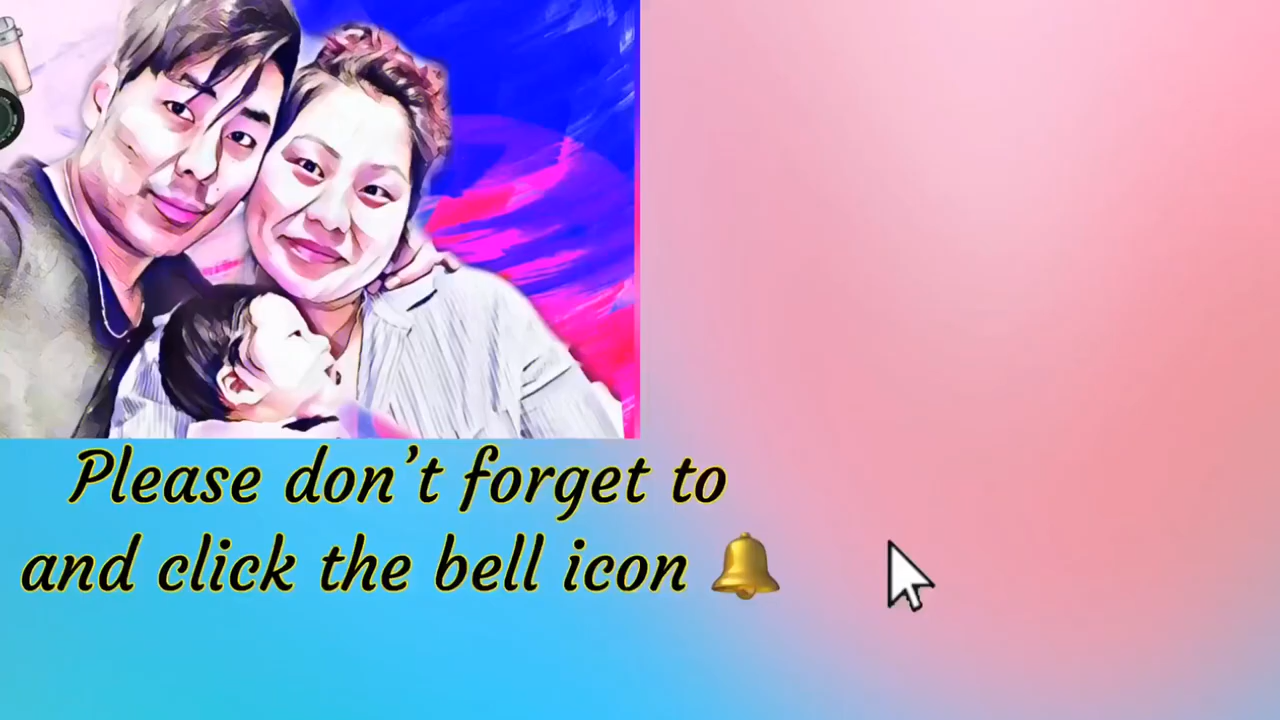 Please don’t forget to
and click the bell icon 🔔